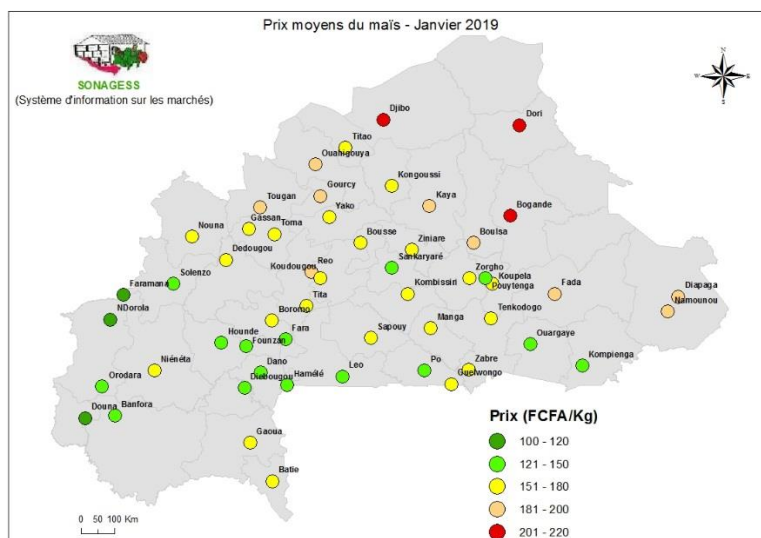 Prix moyens du maïs - Janvier 2019
SONAGESS
(Système d'information sur les marchés)
N
E
S
Djibo
Dori
Titao
Ouahigouya
Kongoussi
Gourcy
Kaya
Tougan
Bogande
Yako
Gassan
Toma
Nouna
Bousse
Ziniare
Boulsa
Dedougou
Sankaryaré
Reo
Koudougou
Zorgho
Koupela
Pouytenga
Solenzo
Faramana
Kombissiri
Fada
Diapaga
Namounou
NDorola
Tita
Boromo
Tenkodogo
Manga
Hounde
Fara
Founzan
Sapouy
Ouargaye
Niénéta
Dano
Leo
Po
Zabre
Kompienga
Orodara
Diebougou
Hamélé
Guelwongo
Douna
Banfora
Gaoua
Batie
Prix (FCFA/Kg)
100 - 120
121 - 150
151 - 180
181 - 200
201 - 220
0 50 100 Km